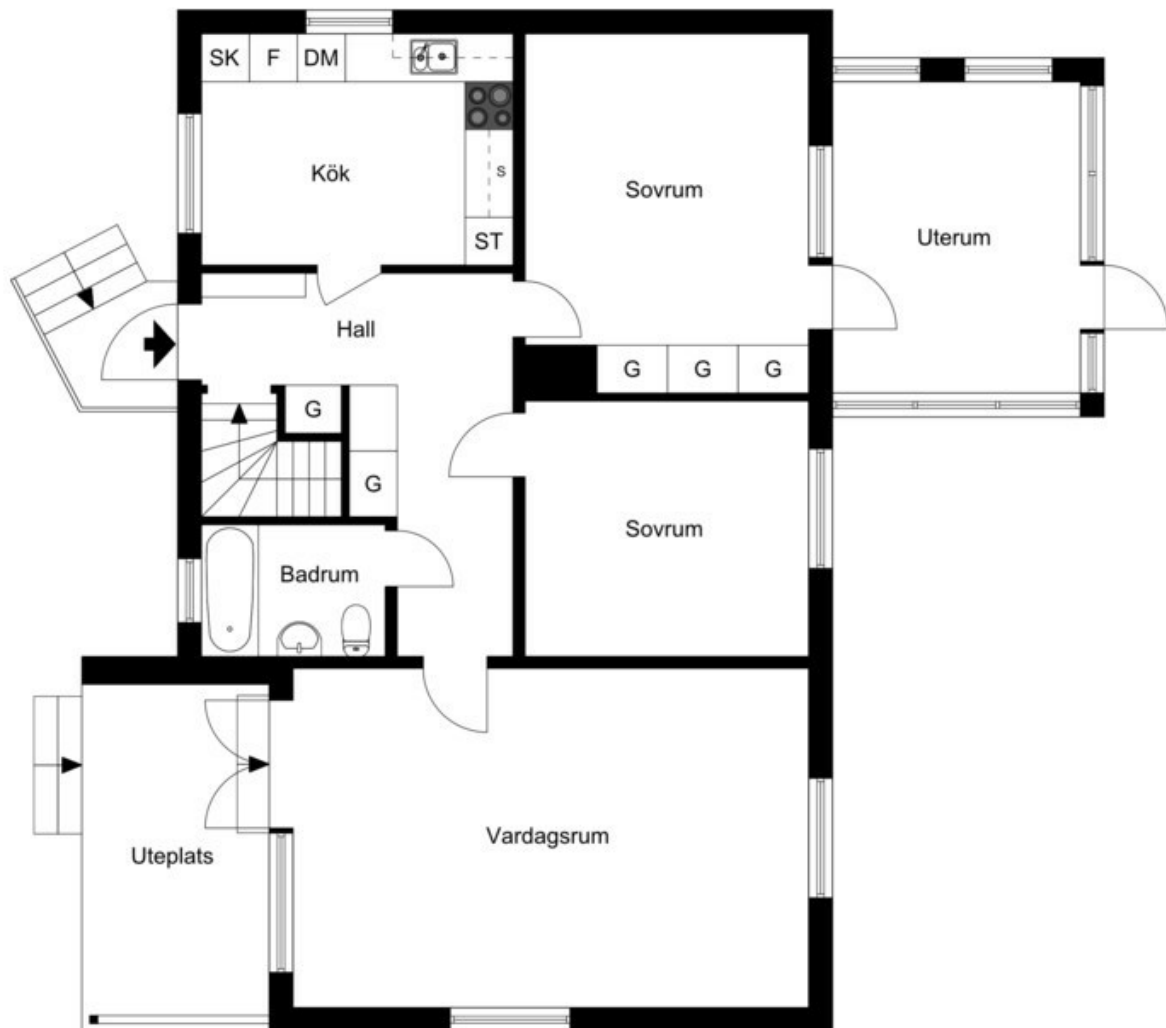 SK F DM
Kök
S
ST
Sovrum
Uterum
Hall
G G G
G
G
Sovrum
Badrum
Vardagsrum
Uteplats